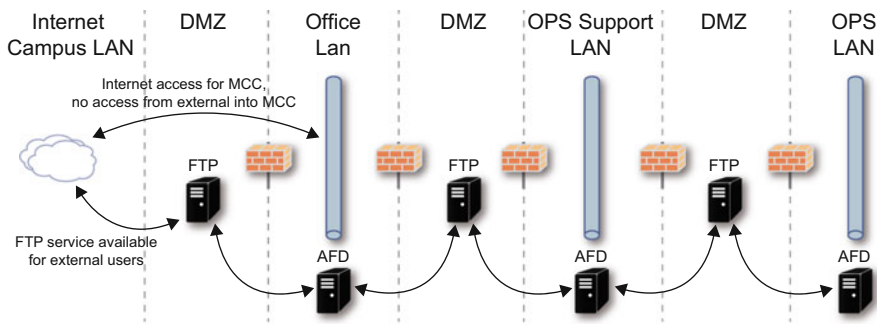 Internet
Campus LAN
DMZ
Office
Lan
DMZ
OPS Support
LAN
DMZ
OPS
LAN
Internet access for MCC,
no access from external into MCC
FTP
FTP
FTP
FTP service available
for external users
AFD
AFD
AFD